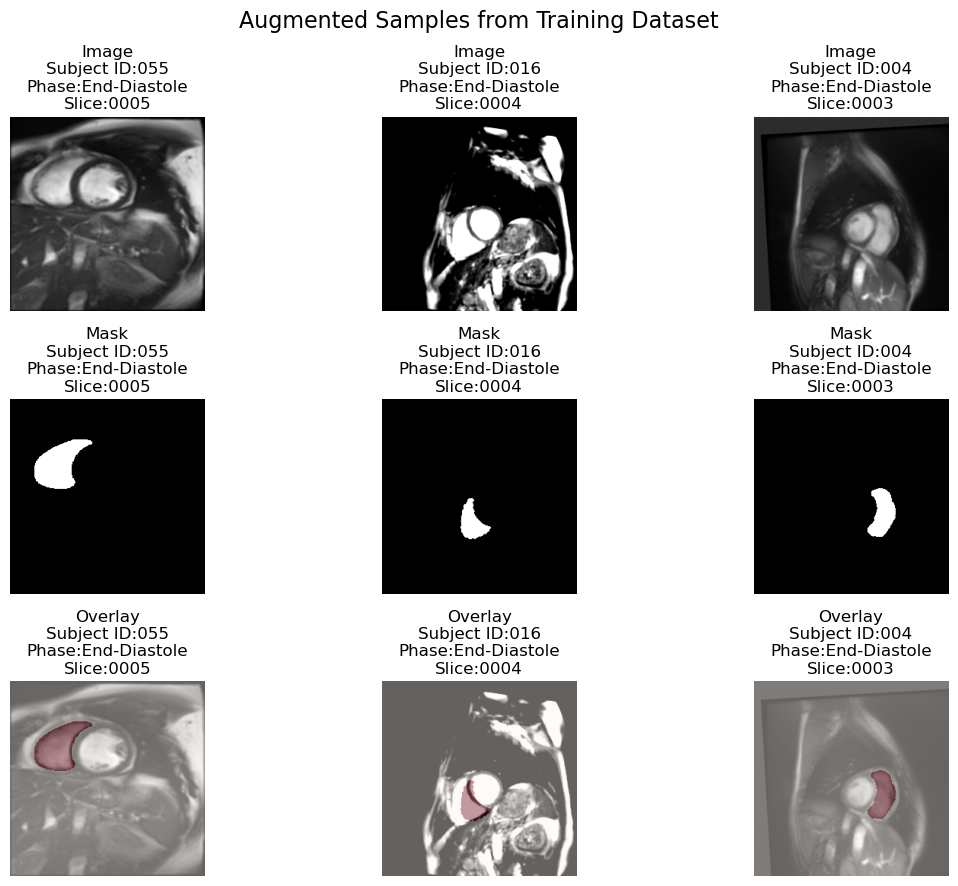 Augmented Samples from Training Dataset
Image
Subject ID:055
Phase:End-Diastole
Slice:0005
Image
Subject ID:016
Phase:End-Diastole
Slice:0004
Image
Subject ID:004
Phase:End-Diastole
Slice:0003
Mask
Subject ID:055
Phase:End-Diastole
Slice:0005
Mask
Subject ID:016
Phase:End-Diastole
Slice:0004
Mask
Subject ID:004
Phase:End-Diastole
Slice:0003
Overlay
Subject ID:055
Phase:End-Diastole
Slice:0005
Overlay
Subject ID:016
Phase:End-Diastole
Slice:0004
Overlay
Subject ID:004
Phase:End-Diastole
Slice:0003